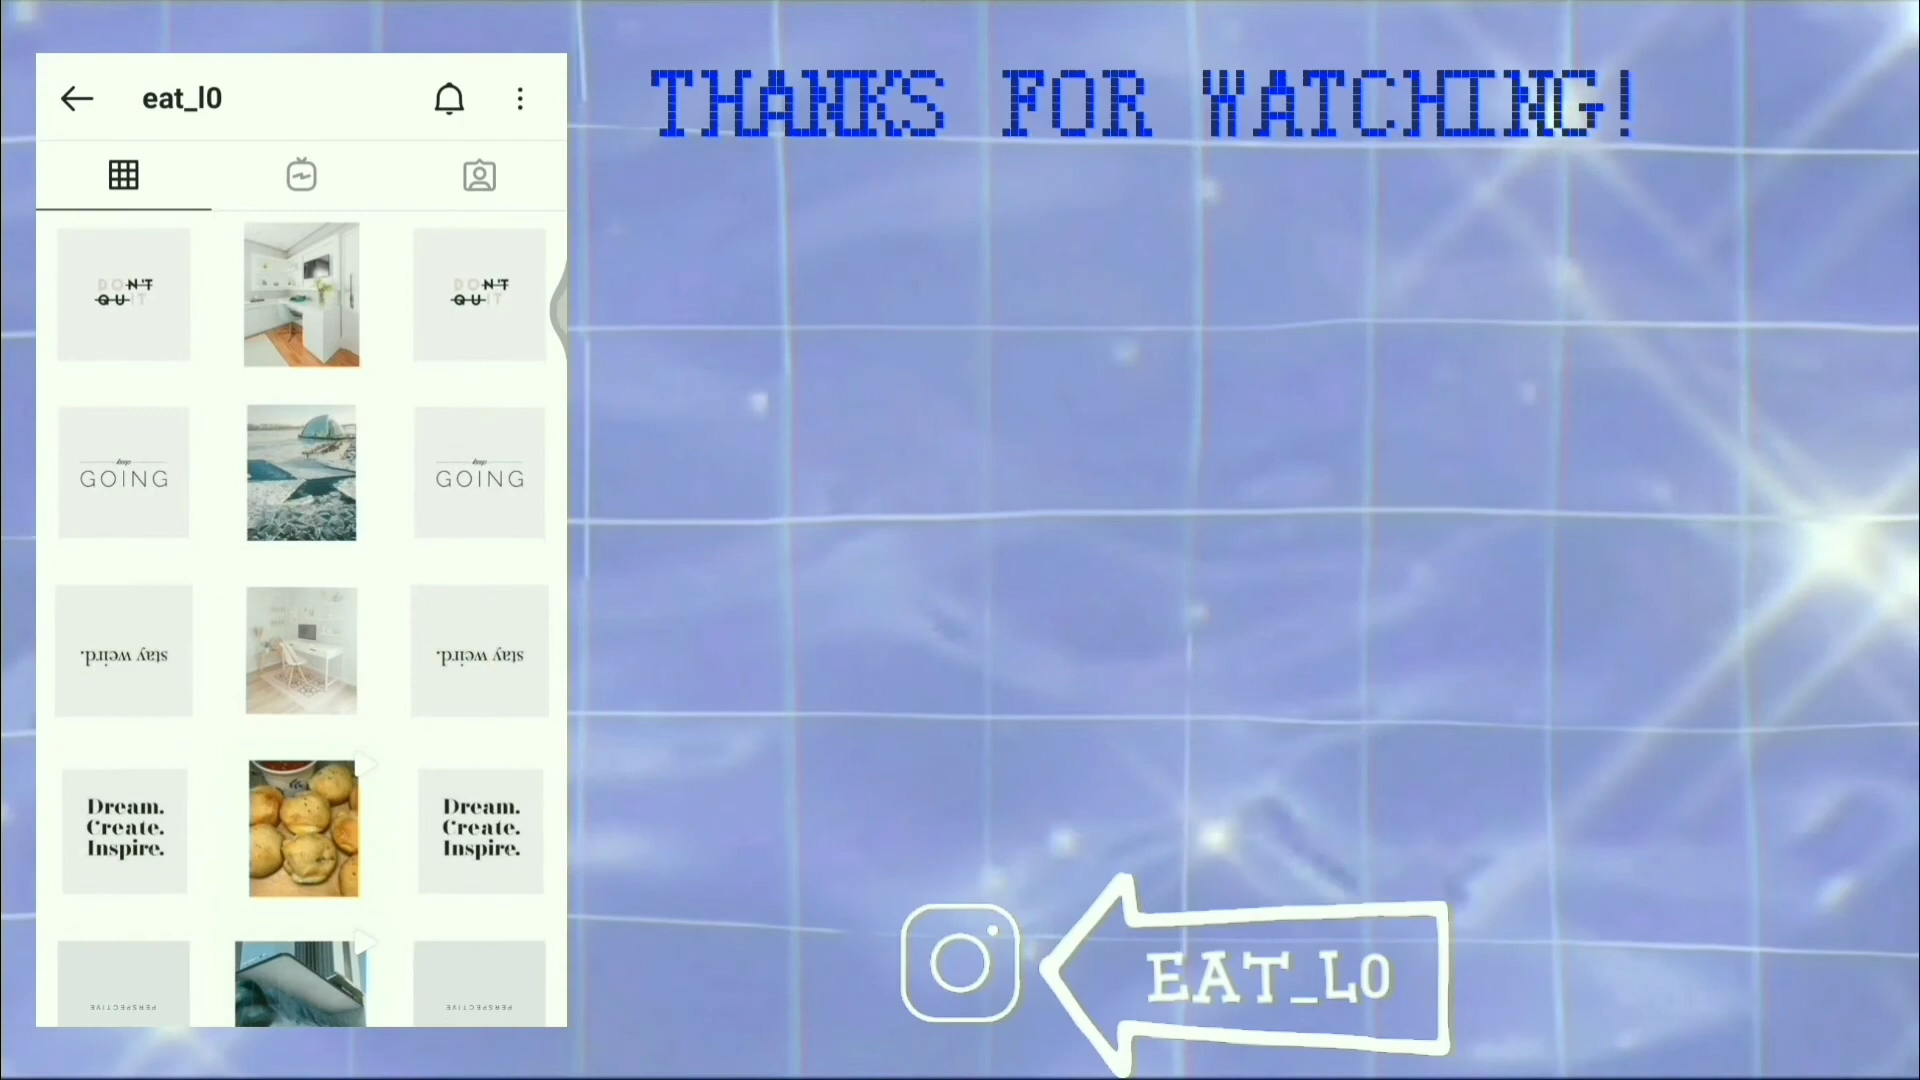 eat_l0
THANKS FOR WATCHING!
DON'T
QUIT
DON'T
QUIT
keep
GOING
keep
GOING
stay weird.
stay weird.
Dream.
Create.
Inspire.
Dream.
Create.
Inspire.
PERSPECTIVE
PERSPECTIVE
EAT_L0